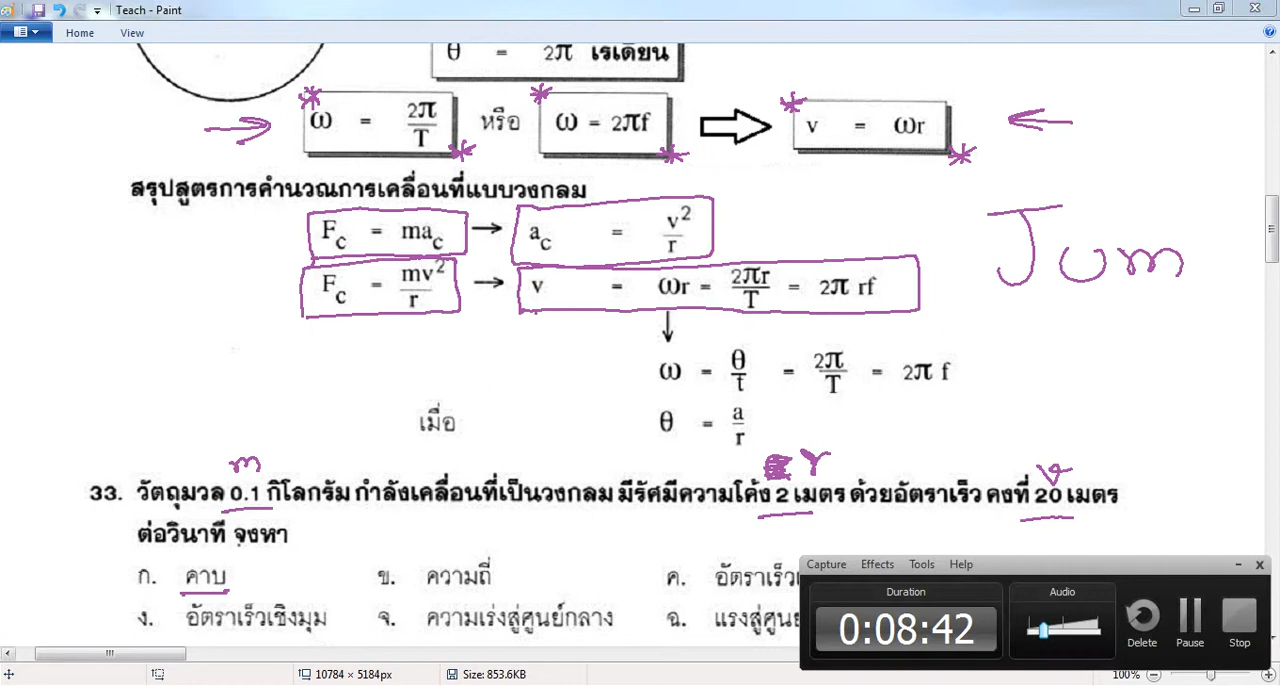 Teach - Paint
Home View
θ = 2π เรเดียน
ω = 2π/T หรือ ω = 2πf v = ωr
สรุปสูตรการคำนวณการเคลื่อนที่แบบวงกลม
F_c = ma_c → a_c = v²/r
Jum
F_c = mv²/r → v = ωr = 2πr/T = 2π rf
ω = θ/t = 2π/T = 2π f
เมื่อ θ = a/r
m r v
33. วัตถุมวล 0.1 กิโลกรัม กำลังเคลื่อนที่เป็นวงกลม มีรัศมีความโค้ง 2 เมตร ด้วยอัตราเร็ว คงที่ 20 เมตร
ต่อวินาที จงหา
ก. คาบ ข. ความถี่ ค. อัตราเร็ว
ง. อัตราเร็วเชิงมุม จ. ความเร่งสู่ศูนย์กลาง ฉ. แรงสู่ศูน
Capture Effects Tools Help
Duration Audio
0:08:42
Delete Pause Stop
10784 × 5184px Size: 853.6KB 100%